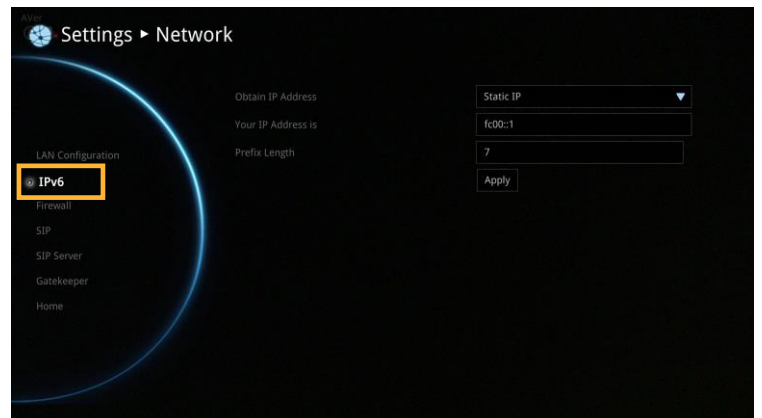 AVer
Settings ▸ Network
Obtain IP Address
Static IP
Your IP Address is
fc00::1
LAN Configuration
Prefix Length
7
IPv6
Apply
Firewall
SIP
SIP Server
Gatekeeper
Home